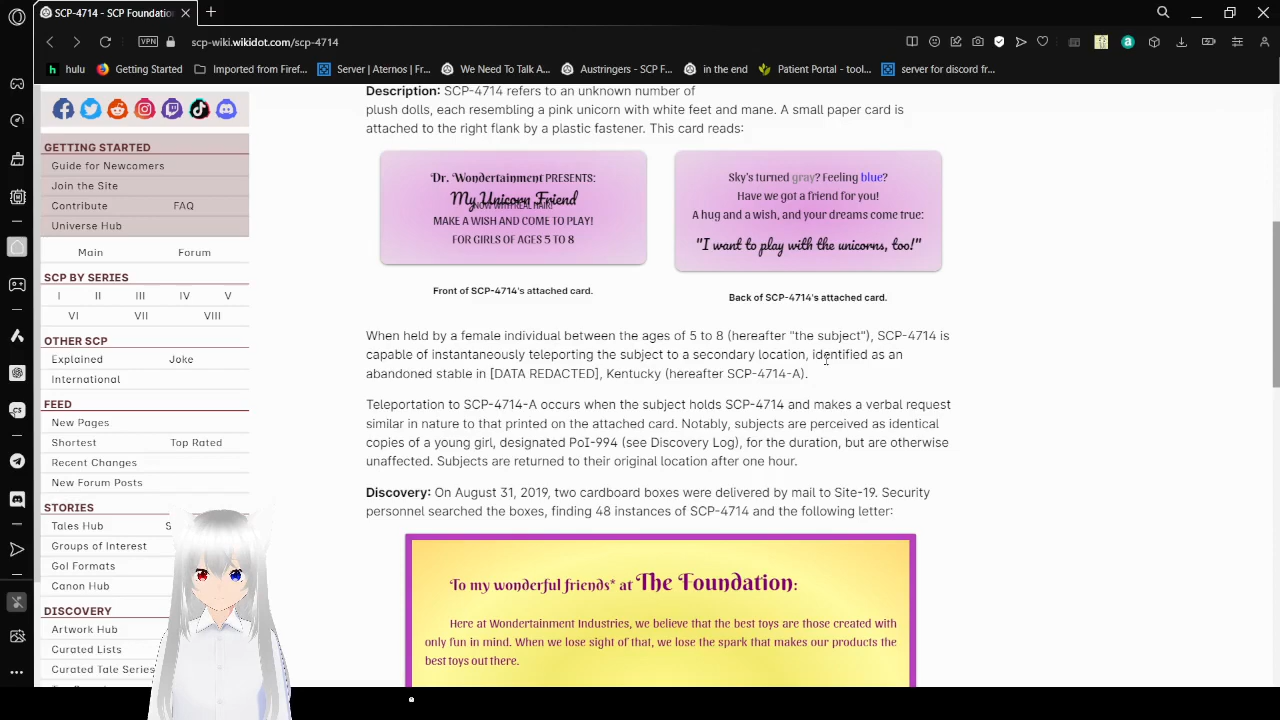 SCP-4714 - SCP Foundation
scp-wiki.wikidot.com/scp-4714
VPN
hulu
Getting Started
Imported from Firef...
Server | Aternos | Fr...
We Need To Talk A...
Austringers - SCP F...
in the end
Patient Portal - tool...
server for discord fr...
GETTING STARTED
Guide for Newcomers
Join the Site
Contribute FAQ
Universe Hub
Main Forum
SCP BY SERIES
I II III IV V
VI VII VIII
OTHER SCP
Explained Joke
International
FEED
New Pages
Shortest Top Rated
Recent Changes
New Forum Posts
STORIES
Tales Hub S
Groups of Interest
GoI Formats
Canon Hub
DISCOVERY
Artwork Hub
Curated Lists
Curated Tale Series
Description: SCP-4714 refers to an unknown number of
plush dolls, each resembling a pink unicorn with white feet and mane. A small paper card is
attached to the right flank by a plastic fastener. This card reads:
Dr. Wondertainment PRESENTS:
My Unicorn Friend
NOW WITH REAL HAIR!
MAKE A WISH AND COME TO PLAY!
FOR GIRLS OF AGES 5 TO 8
Front of SCP-4714's attached card.
Sky's turned gray? Feeling blue?
Have we got a friend for you!
A hug and a wish, and your dreams come true:
"I want to play with the unicorns, too!"
Back of SCP-4714's attached card.
When held by a female individual between the ages of 5 to 8 (hereafter "the subject"), SCP-4714 is
capable of instantaneously teleporting the subject to a secondary location, identified as an
abandoned stable in [DATA REDACTED], Kentucky (hereafter SCP-4714-A).
Teleportation to SCP-4714-A occurs when the subject holds SCP-4714 and makes a verbal request
similar in nature to that printed on the attached card. Notably, subjects are perceived as identical
copies of a young girl, designated PoI-994 (see Discovery Log), for the duration, but are otherwise
unaffected. Subjects are returned to their original location after one hour.
Discovery: On August 31, 2019, two cardboard boxes were delivered by mail to Site-19. Security
personnel searched the boxes, finding 48 instances of SCP-4714 and the following letter:
To my wonderful friends* at The Foundation:
Here at Wondertainment Industries, we believe that the best toys are those created with
only fun in mind. When we lose sight of that, we lose the spark that makes our products the
best toys out there.